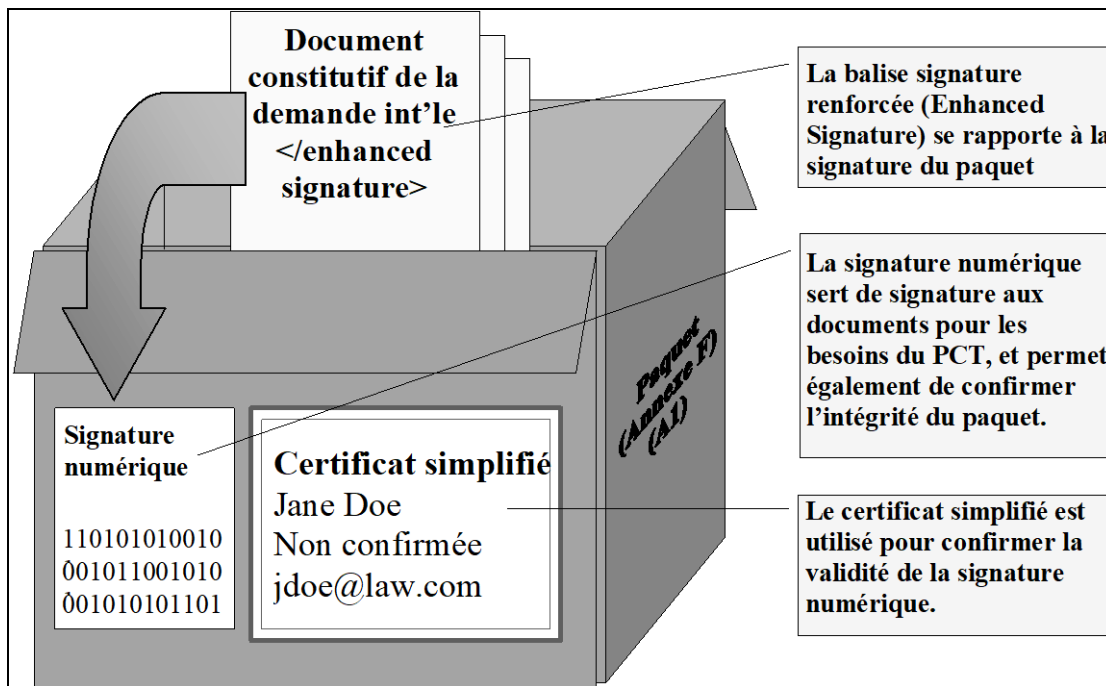 Document
constitutif de la
demande int’le
</enhanced
signature>
La balise signature
renforcée (Enhanced
Signature) se rapporte à la
signature du paquet
La signature numérique
sert de signature aux
documents pour les
besoins du PCT, et permet
également de confirmer
l’intégrité du paquet.
Paquet
(Annexe F)
(A1)
Signature
numérique
110101010010
001011001010
001010101101
Certificat simplifié
Jane Doe
Non confirmée
jdoe@law.com
Le certificat simplifié est
utilisé pour confirmer la
validité de la signature
numérique.